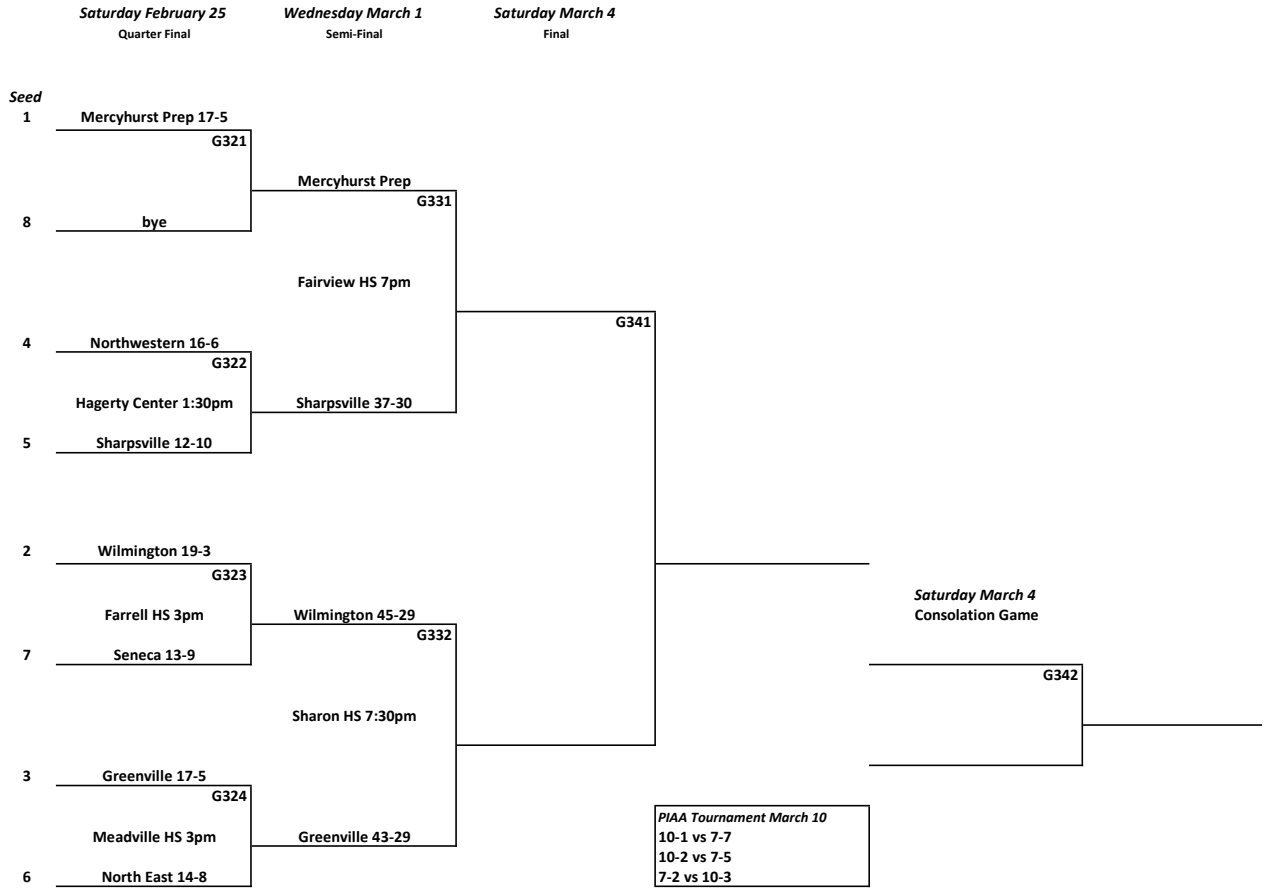 Saturday February 25
Quarter Final
Wednesday March 1
Semi-Final
Saturday March 4
Final
Seed
1
Mercyhurst Prep 17-5
G321
Mercyhurst Prep
G331
8
bye
Fairview HS 7pm
G341
4
Northwestern 16-6
G322
Hagerty Center 1:30pm
Sharpsville 37-30
5
Sharpsville 12-10
2
Wilmington 19-3
G323
Saturday March 4
Consolation Game
Farrell HS 3pm
Wilmington 45-29
G332
7
Seneca 13-9
G342
Sharon HS 7:30pm
3
Greenville 17-5
G324
Meadville HS 3pm
Greenville 43-29
6
North East 14-8
PIAA Tournament March 10
10-1 vs 7-7
10-2 vs 7-5
7-2 vs 10-3